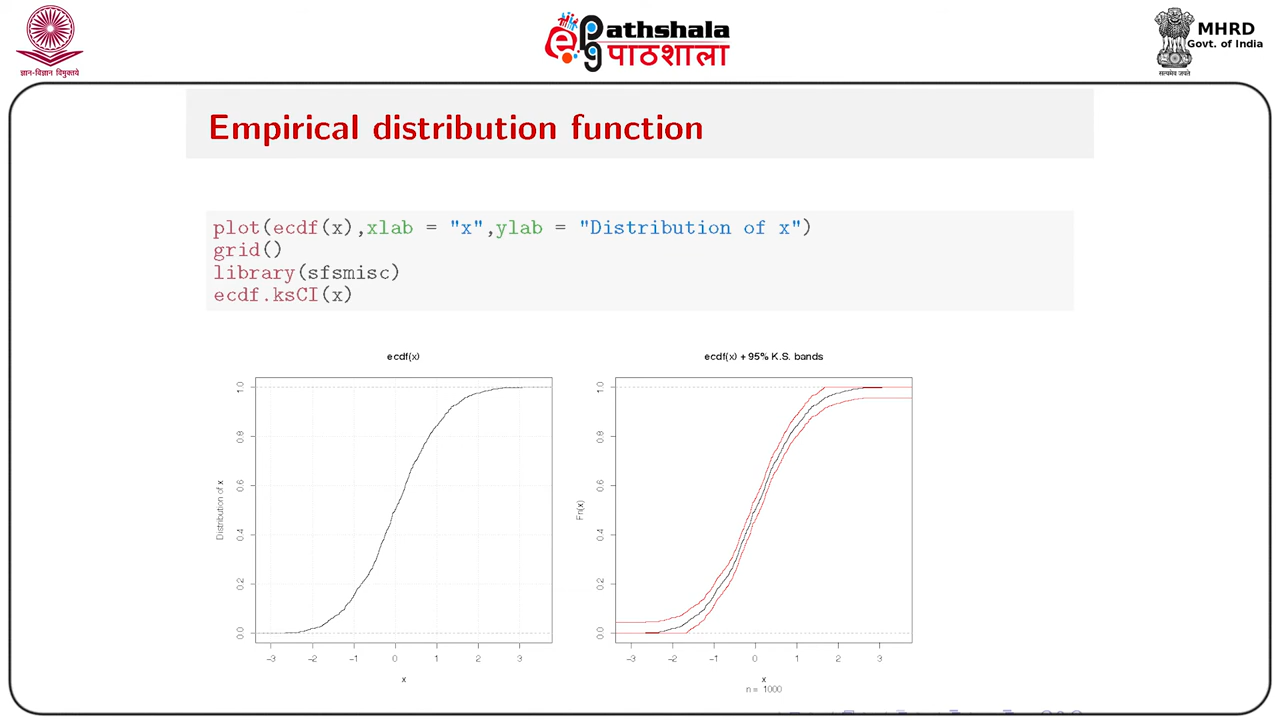 ज्ञान-विज्ञान विमुक्तये
ePathshala
पाठशाला
सत्यमेव जयते
MHRD
Govt. of India
Empirical distribution function
plot(ecdf(x),xlab = "x",ylab = "Distribution of x")
grid()
library(sfsmisc)
ecdf.ksCI(x)
ecdf(x)
Distribution of x
0.0 0.2 0.4 0.6 0.8 1.0
-3 -2 -1 0 1 2 3
x
ecdf(x) + 95% K.S. bands
Fn(x)
0.0 0.2 0.4 0.6 0.8 1.0
-3 -2 -1 0 1 2 3
x
n = 1000